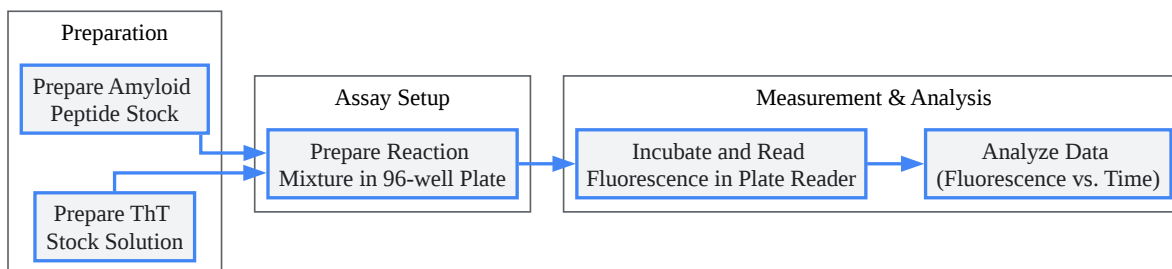 Preparation
Prepare Amyloid
Peptide Stock
Prepare ThT
Stock Solution
Assay Setup
Prepare Reaction
Mixture in 96-well Plate
Measurement & Analysis
Incubate and Read
Fluorescence in Plate Reader
Analyze Data
(Fluorescence vs. Time)